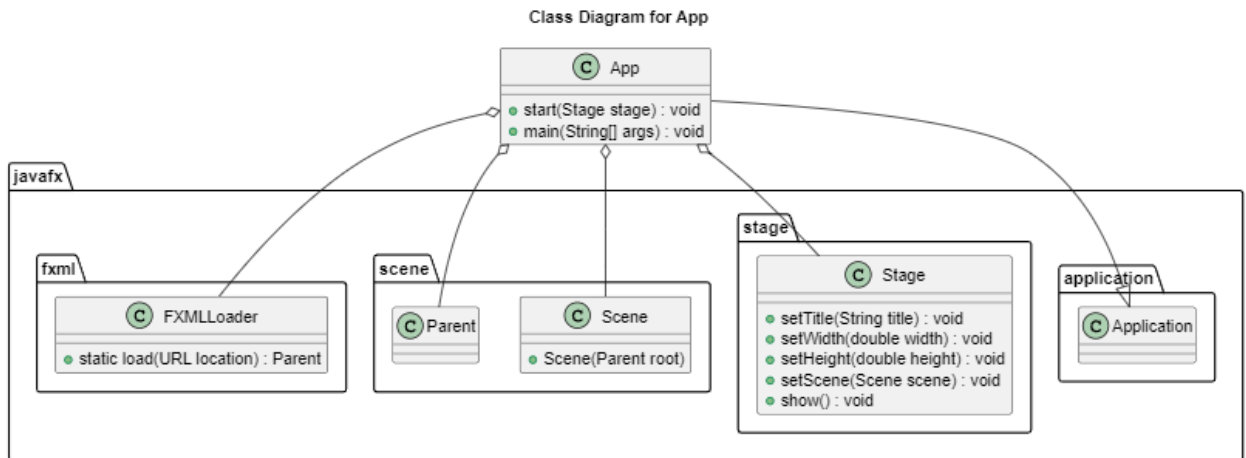 Class Diagram for App
C App
start(Stage stage) : void
main(String[] args) : void
javafx
fxml
C FXMLLoader
static load(URL location) : Parent
scene
C Parent
C Scene
Scene(Parent root)
stage
C Stage
setTitle(String title) : void
setWidth(double width) : void
setHeight(double height) : void
setScene(Scene scene) : void
show() : void
application
C Application